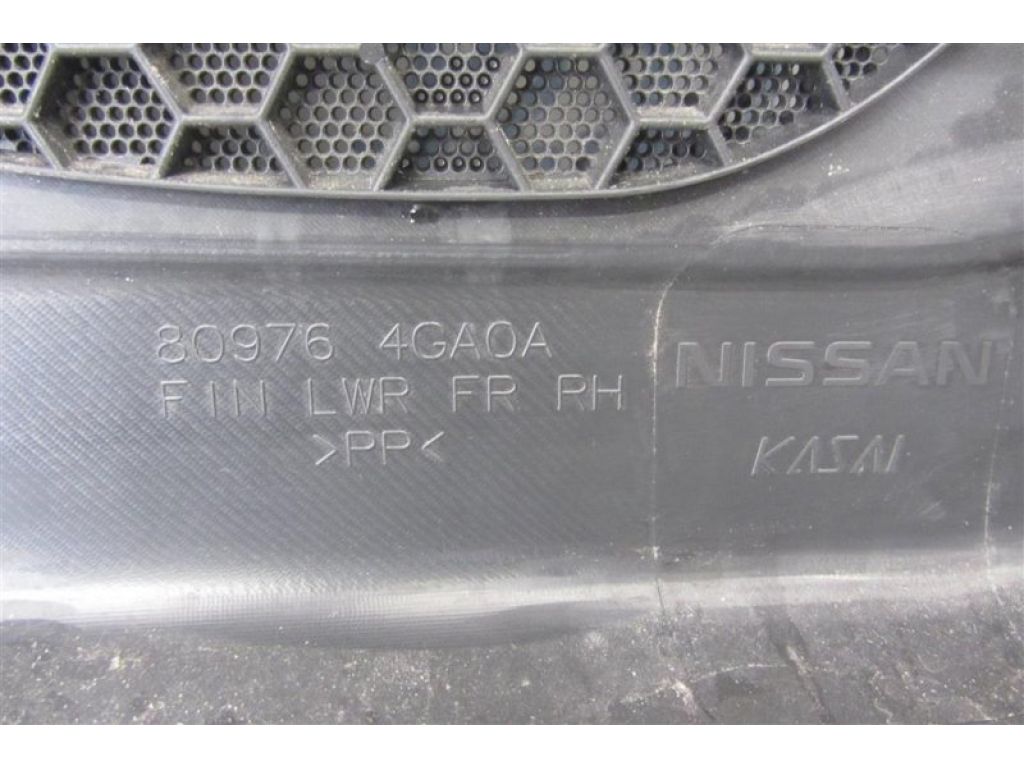 80976 4GA0A
FIN LWR FR RH
>PP<
NISSAN
KASAI